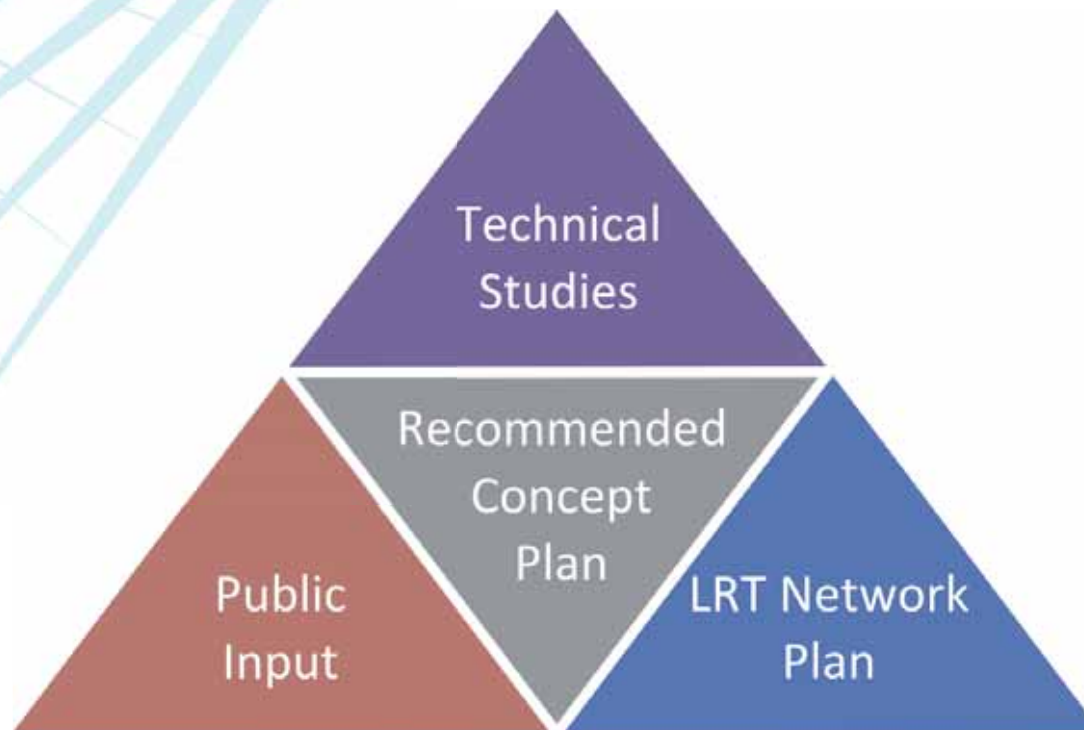 Technical
Studies
Recommended
Concept
Plan
Public
Input
LRT Network
Plan